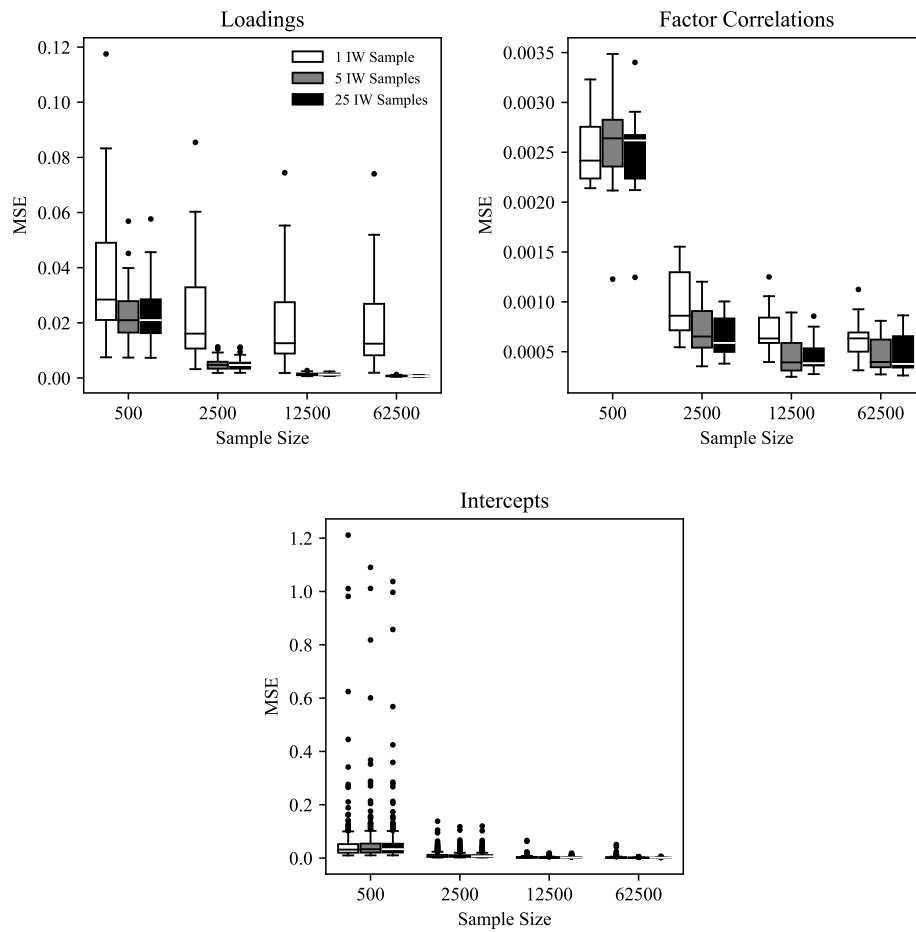 Loadings
MSE
0.12
0.10
0.08
0.06
0.04
0.02
0.00
1 IW Sample
5 IW Samples
25 IW Samples
500 2500 12500 62500
Sample Size
Factor Correlations
MSE
0.0035
0.0030
0.0025
0.0020
0.0015
0.0010
0.0005
500 2500 12500 62500
Sample Size
Intercepts
MSE
1.2
1.0
0.8
0.6
0.4
0.2
0.0
500 2500 12500 62500
Sample Size